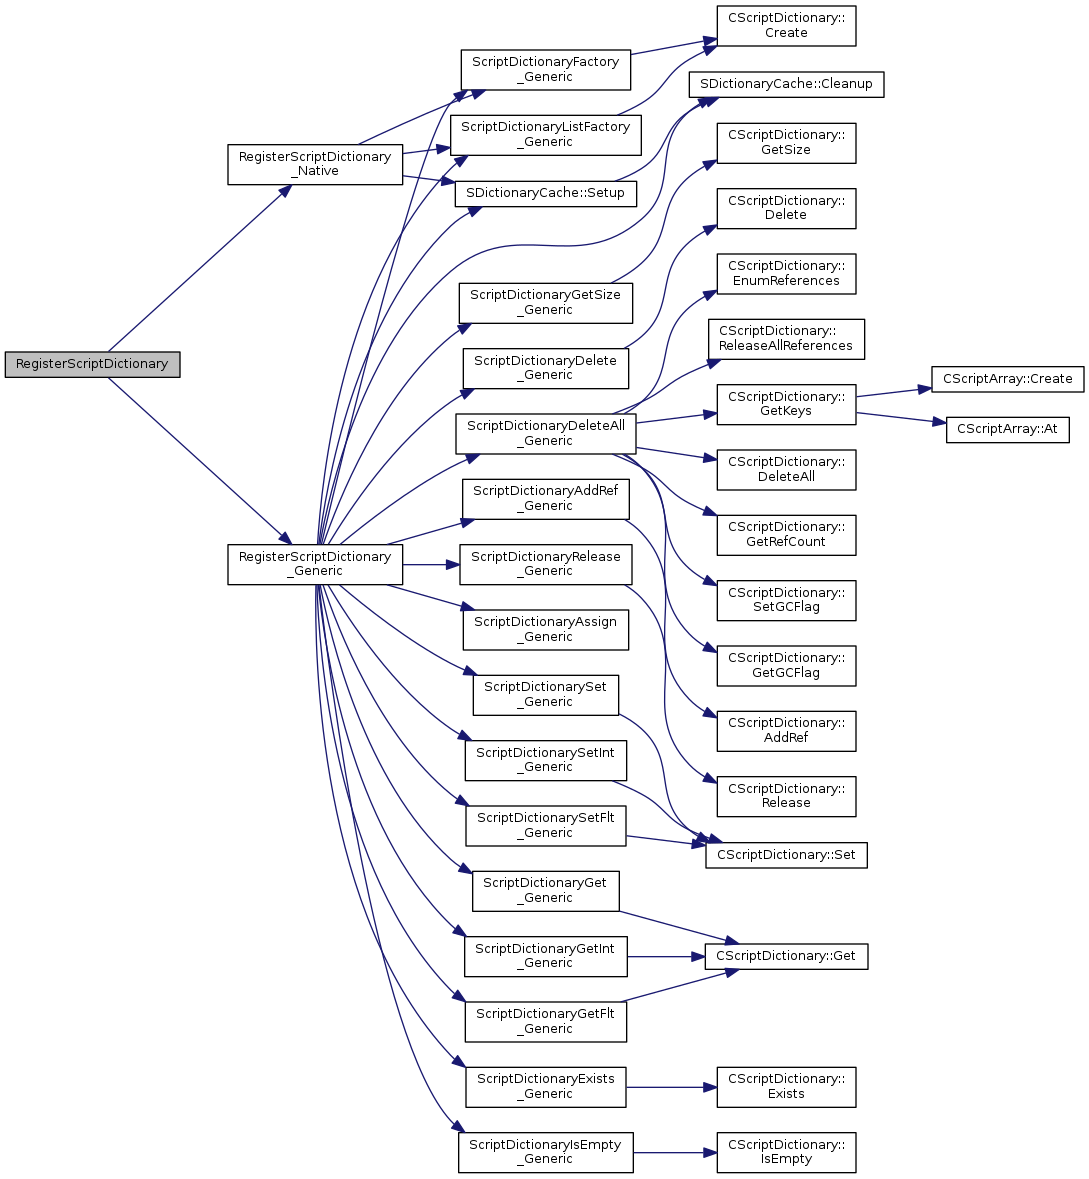 RegisterScriptDictionary
RegisterScriptDictionary
_Native
RegisterScriptDictionary
_Generic
ScriptDictionaryFactory
_Generic
ScriptDictionaryListFactory
_Generic
SDictionaryCache::Setup
ScriptDictionaryGetSize
_Generic
ScriptDictionaryDelete
_Generic
ScriptDictionaryDeleteAll
_Generic
ScriptDictionaryAddRef
_Generic
ScriptDictionaryRelease
_Generic
ScriptDictionaryAssign
_Generic
ScriptDictionarySet
_Generic
ScriptDictionarySetInt
_Generic
ScriptDictionarySetFlt
_Generic
ScriptDictionaryGet
_Generic
ScriptDictionaryGetInt
_Generic
ScriptDictionaryGetFlt
_Generic
ScriptDictionaryExists
_Generic
ScriptDictionaryIsEmpty
_Generic
CScriptDictionary::
Create
SDictionaryCache::Cleanup
CScriptDictionary::
GetSize
CScriptDictionary::
Delete
CScriptDictionary::
EnumReferences
CScriptDictionary::
ReleaseAllReferences
CScriptDictionary::
GetKeys
CScriptDictionary::
DeleteAll
CScriptDictionary::
GetRefCount
CScriptDictionary::
SetGCFlag
CScriptDictionary::
GetGCFlag
CScriptDictionary::
AddRef
CScriptDictionary::
Release
CScriptDictionary::Set
CScriptDictionary::Get
CScriptDictionary::
Exists
CScriptDictionary::
IsEmpty
CScriptArray::Create
CScriptArray::At